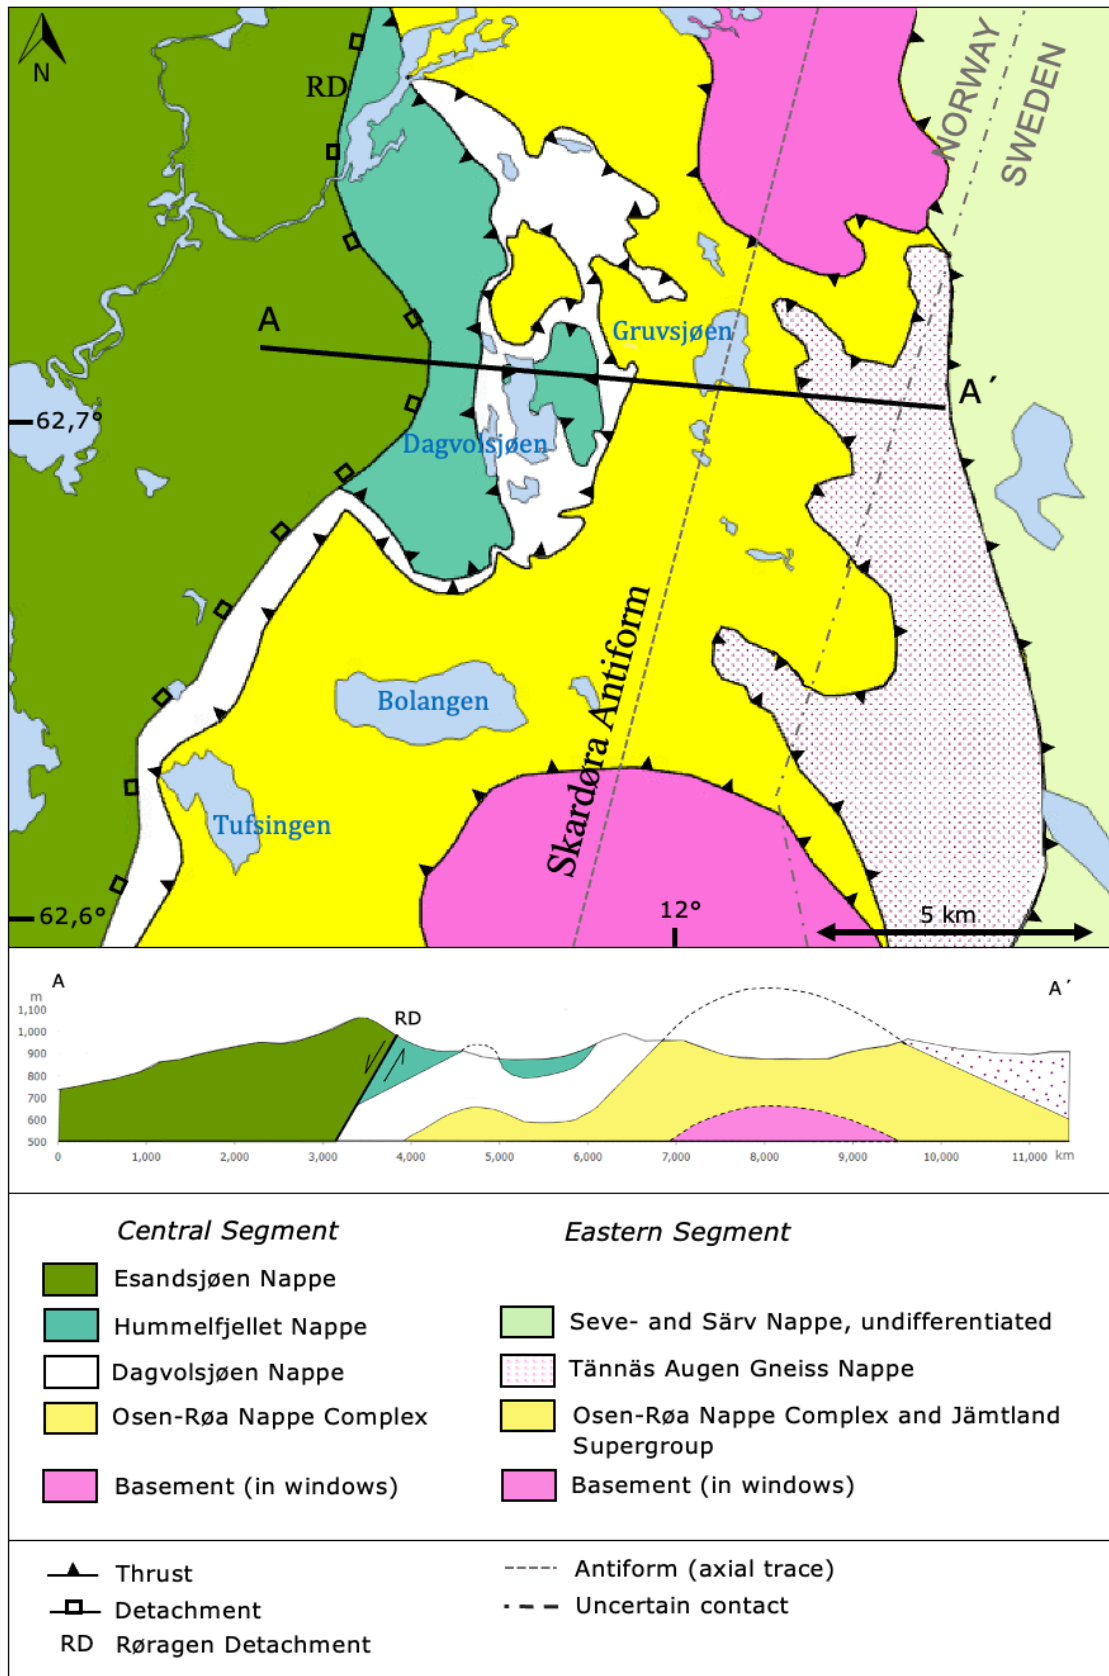 N
RD
NORWAY
SWEDEN
A
Gruvsjøen
A´
62,7°
Dagvolsjøen
Skardøra Antiform
Bolangen
Tufsingen
62,6°
12°
5 km
A
A´
m
RD
1,100
1,000
900
800
700
600
500
0 1,000 2,000 3,000 4,000 5,000 6,000 7,000 8,000 9,000 10,000 11,000 km
Central Segment
Eastern Segment
Esandsjøen Nappe
Hummelfjellet Nappe
Seve- and Särv Nappe, undifferentiated
Dagvolsjøen Nappe
Tännäs Augen Gneiss Nappe
Osen-Røa Nappe Complex
Osen-Røa Nappe Complex and Jämtland
Supergroup
Basement (in windows)
Basement (in windows)
Thrust
Antiform (axial trace)
Detachment
Uncertain contact
RD Røragen Detachment